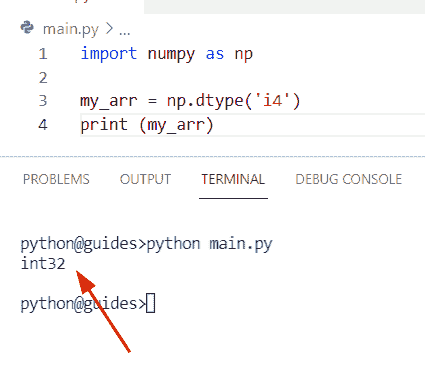 main.py > ...
1 import numpy as np
2
3 my_arr = np.dtype('i4')
4 print (my_arr)
PROBLEMS OUTPUT TERMINAL DEBUG CONSOLE
python@guides>python main.py
int32
python@guides>